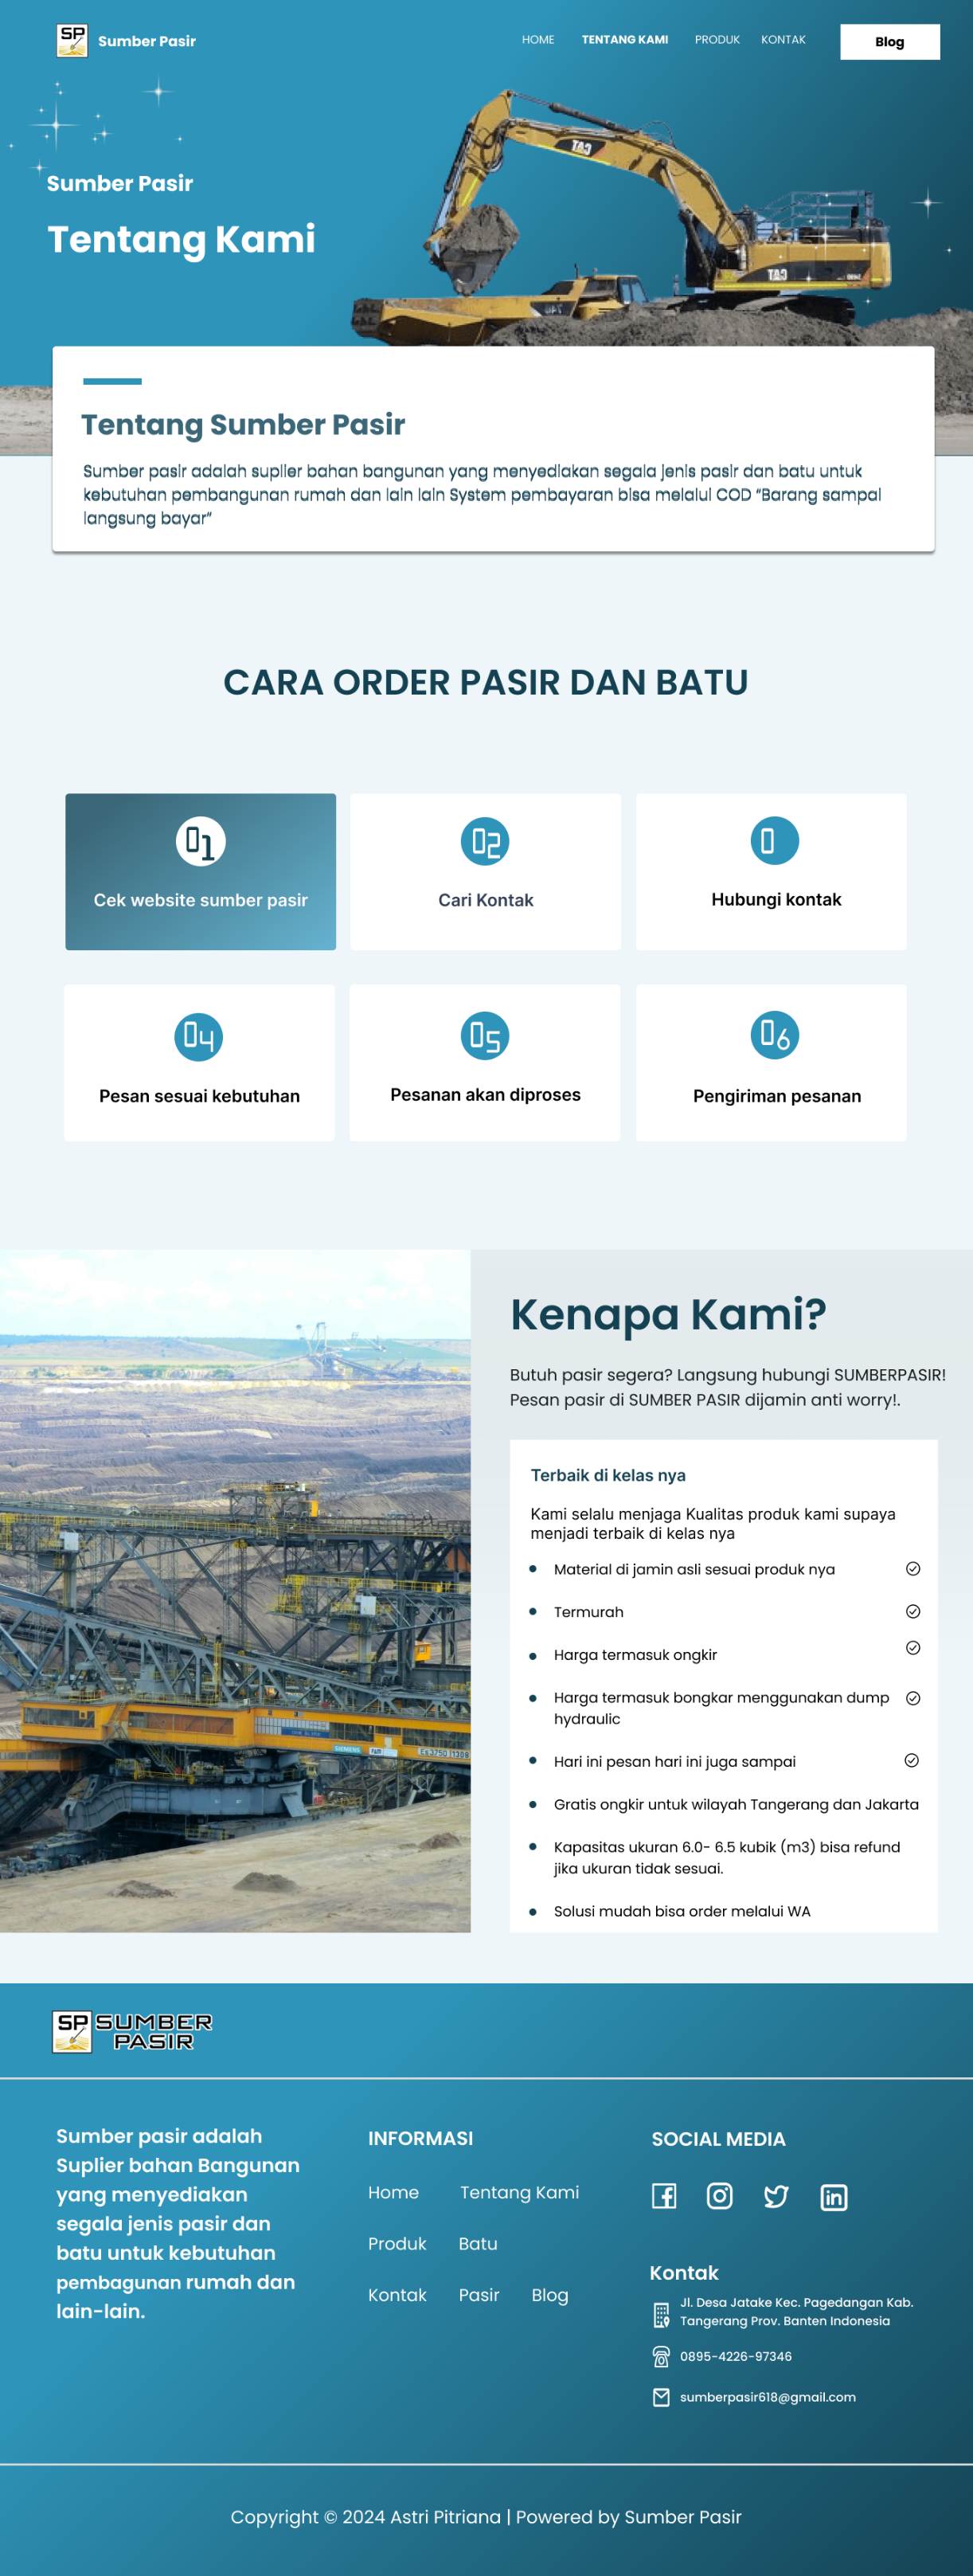 SP
Sumber Pasir
HOME
TENTANG KAMI
PRODUK
KONTAK
Blog
Sumber Pasir
Tentang Kami
Tentang Sumber Pasir
Sumber pasir adalah suplier bahan bangunan yang menyediakan segala jenis pasir dan batu untuk
kebutuhan pembangunan rumah dan lain lain System pembayaran bisa melalui COD "Barang sampai
langsung bayar"
CARA ORDER PASIR DAN BATU
01
Cek website sumber pasir
02
Cari Kontak
0
Hubungi kontak
04
Pesan sesuai kebutuhan
05
Pesanan akan diproses
06
Pengiriman pesanan
Kenapa Kami?
Butuh pasir segera? Langsung hubungi SUMBERPASIR!
Pesan pasir di SUMBER PASIR dijamin anti worry!.
Terbaik di kelas nya
Kami selalu menjaga Kualitas produk kami supaya
menjadi terbaik di kelas nya
Material di jamin asli sesuai produk nya
Termurah
Harga termasuk ongkir
Harga termasuk bongkar menggunakan dump
hydraulic
Hari ini pesan hari ini juga sampai
Gratis ongkir untuk wilayah Tangerang dan Jakarta
Kapasitas ukuran 6.0- 6.5 kubik (m3) bisa refund
jika ukuran tidak sesuai.
Solusi mudah bisa order melalui WA
SIEMENS
SP SUMBER
PASIR
Sumber pasir adalah
Suplier bahan Bangunan
yang menyediakan
segala jenis pasir dan
batu untuk kebutuhan
pembagunan rumah dan
lain-lain.
INFORMASI
Home Tentang Kami
Produk Batu
Kontak Pasir Blog
SOCIAL MEDIA
Kontak
Jl. Desa Jatake Kec. Pagedangan Kab.
Tangerang Prov. Banten Indonesia
0895-4226-97346
sumberpasir618@gmail.com
Copyright © 2024 Astri Pitriana | Powered by Sumber Pasir